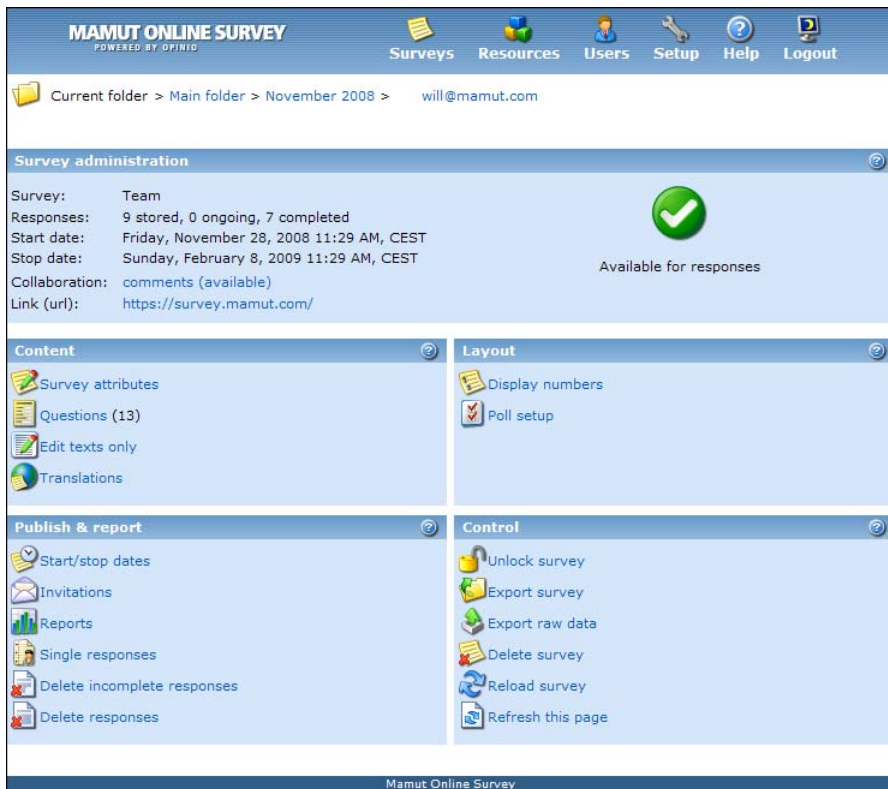 MAMUT ONLINE SURVEY
POWERED BY OPINIO
Surveys Resources Users Setup Help Logout
Current folder > Main folder > November 2008 > will@mamut.com
Survey administration
Survey: Team
Responses: 9 stored, 0 ongoing, 7 completed
Start date: Friday, November 28, 2008 11:29 AM, CEST
Stop date: Sunday, February 8, 2009 11:29 AM, CEST
Collaboration: comments (available)
Link (url): https://survey.mamut.com/
Available for responses
Content
Survey attributes
Questions (13)
Edit texts only
Translations
Layout
Display numbers
Poll setup
Publish & report
Start/stop dates
Invitations
Reports
Single responses
Delete incomplete responses
Delete responses
Control
Unlock survey
Export survey
Export raw data
Delete survey
Reload survey
Refresh this page
Mamut Online Survey